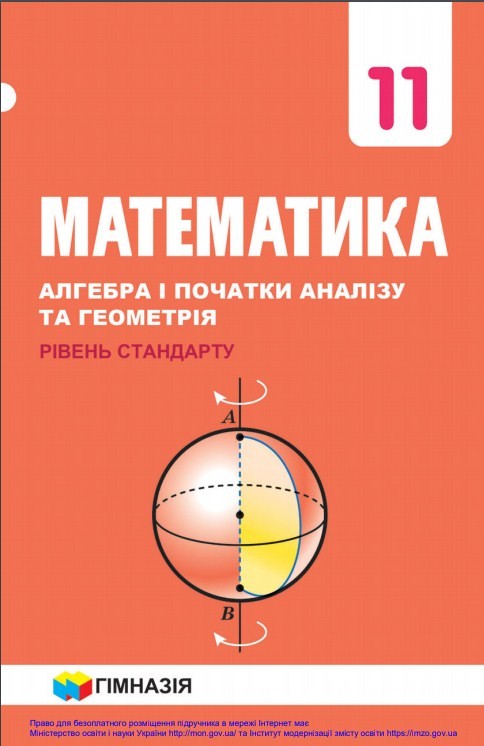 11
МАТЕМАТИКА
АЛГЕБРА І ПОЧАТКИ АНАЛІЗУ
ТА ГЕОМЕТРІЯ
РІВЕНЬ СТАНДАРТУ
A
B
ГІМНАЗІЯ
Право для безоплатного розміщення підручника в мережі Інтернет має
Міністерство освіти і науки України http://mon.gov.ua/ та Інститут модернізації змісту освіти https://imzo.gov.ua